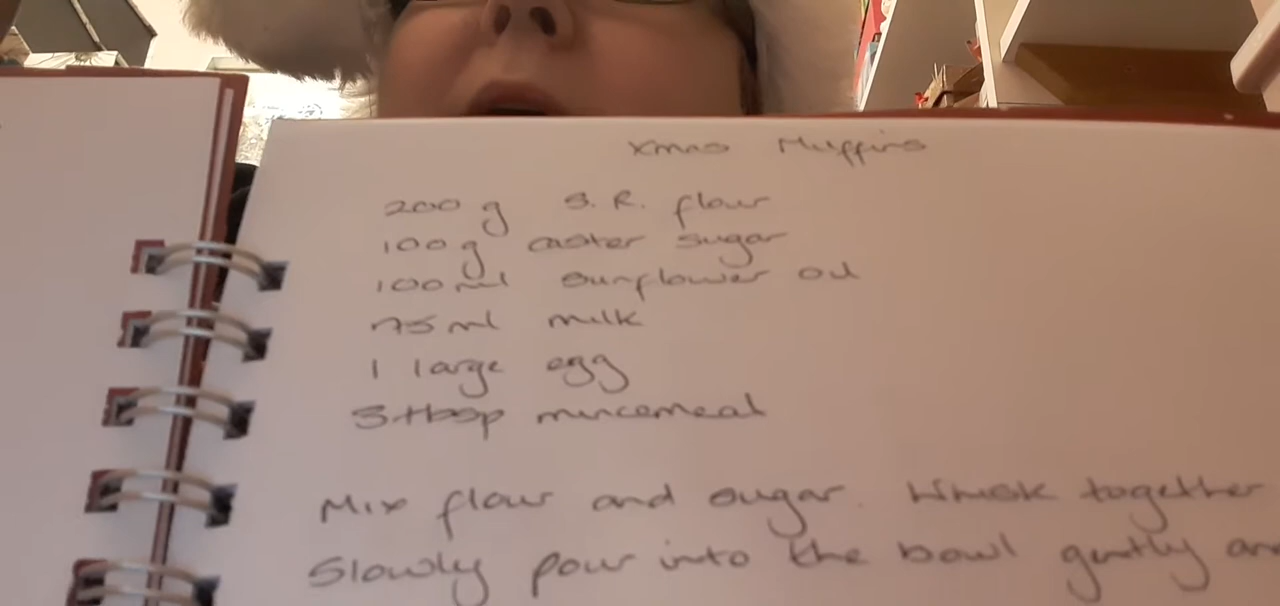 Xmas Muffins
200g S.R. flour
100g caster sugar
100ml sunflower oil
75ml milk
1 large egg
5tbsp mincemeat
Mix flour and sugar. Whisk together
Slowly pour into the bowl gently